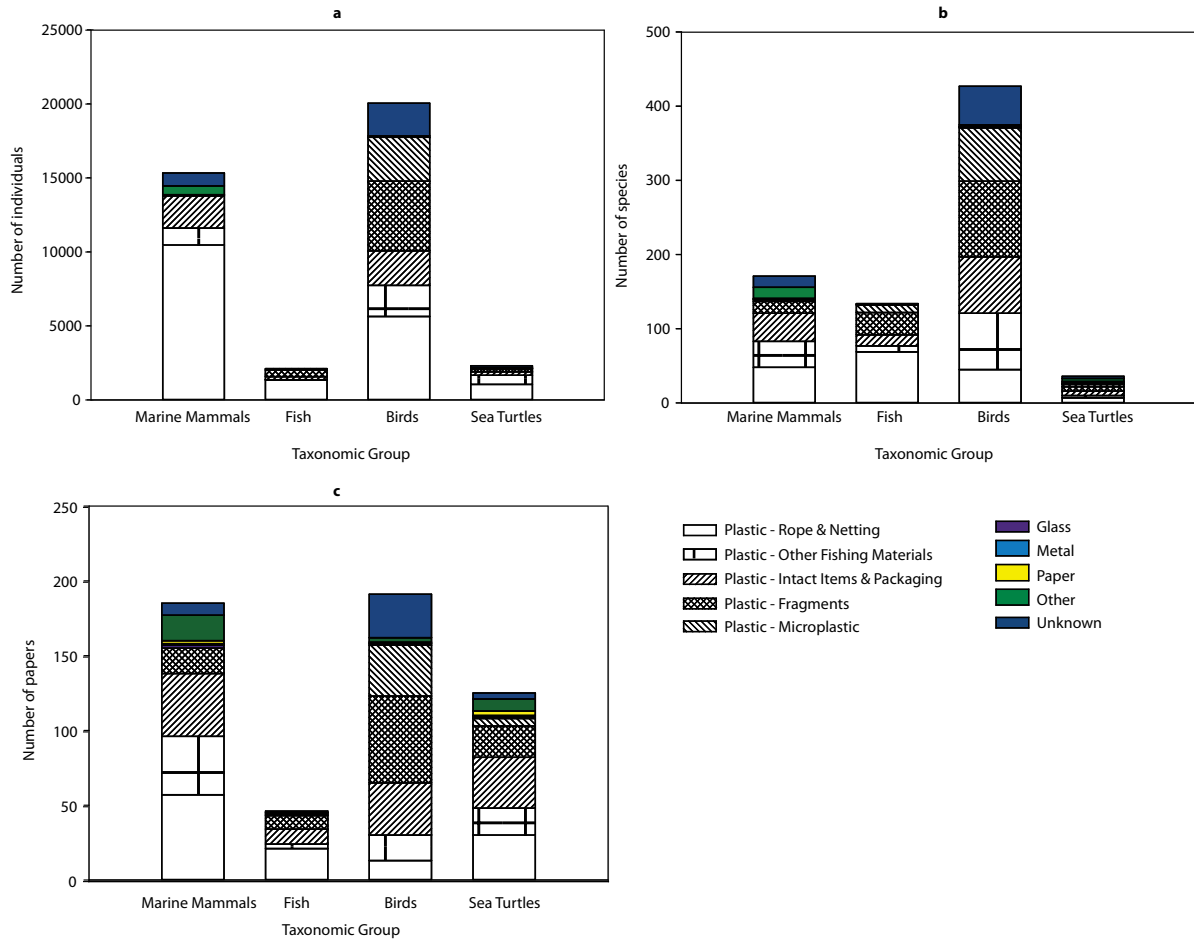 a
25000
20000
15000
10000
5000
0
Number of individuals
Marine Mammals Fish Birds Sea Turtles
Taxonomic Group
b
500
400
300
200
100
0
Number of species
Marine Mammals Fish Birds Sea Turtles
Taxonomic Group
c
250
200
150
100
50
0
Number of papers
Marine Mammals Fish Birds Sea Turtles
Taxonomic Group
Plastic - Rope & Netting
Plastic - Other Fishing Materials
Plastic - Intact Items & Packaging
Plastic - Fragments
Plastic - Microplastic
Glass
Metal
Paper
Other
Unknown